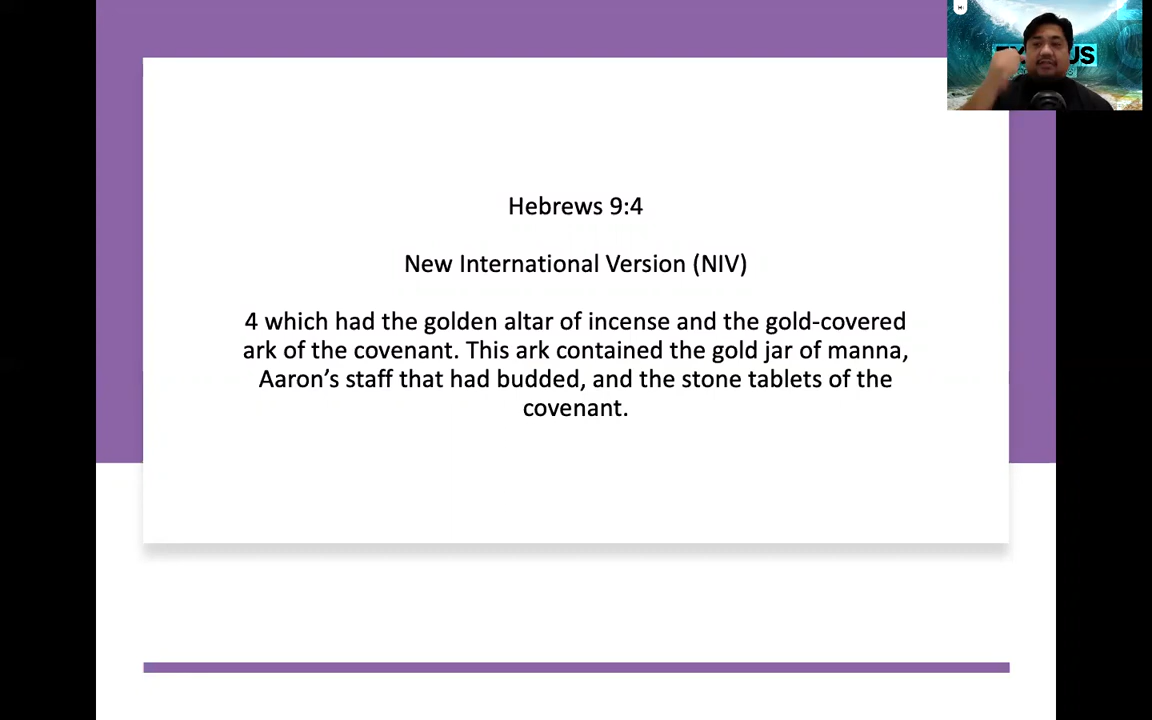 Hebrews 9:4
New International Version (NIV)
4 which had the golden altar of incense and the gold-covered
ark of the covenant. This ark contained the gold jar of manna,
Aaron’s staff that had budded, and the stone tablets of the
covenant.